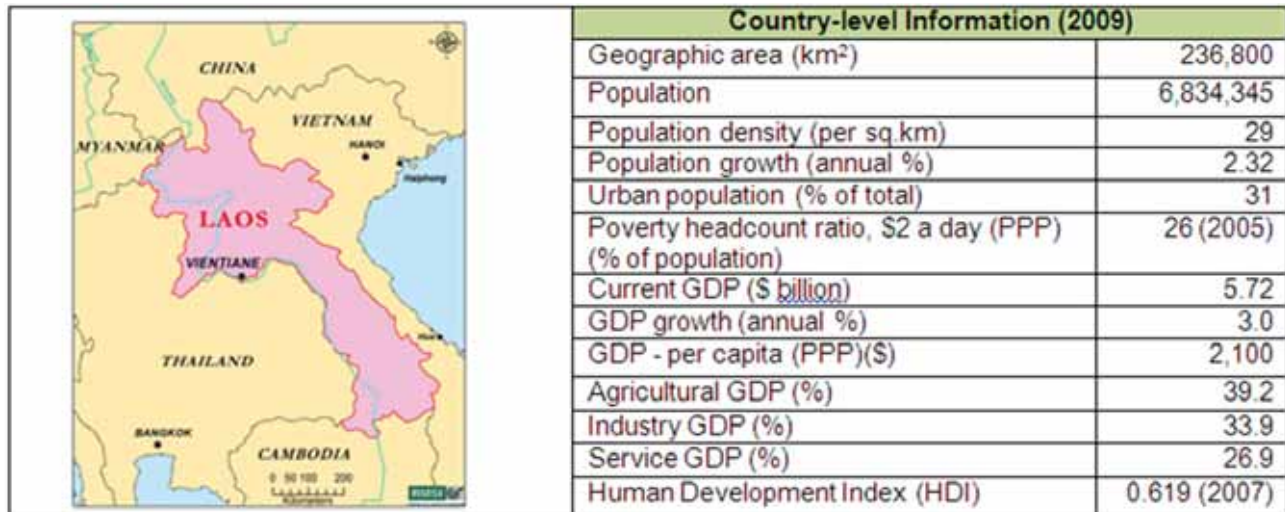 CHINA
VIETNAM
MYANMAR
HANOI
Haiphong
LAOS
VIENTIANE
Hue
THAILAND
BANGKOK
CAMBODIA
0 50 100 200
Kilometers
Country-level Information (2009)
Geographic area (km²) 236,800
Population 6,834,345
Population density (per sq.km) 29
Population growth (annual %) 2.32
Urban population (% of total) 31
Poverty headcount ratio, $2 a day (PPP) 26 (2005)
(% of population)
Current GDP ($ billion) 5.72
GDP growth (annual %) 3.0
GDP - per capita (PPP)($) 2,100
Agricultural GDP (%) 39.2
Industry GDP (%) 33.9
Service GDP (%) 26.9
Human Development Index (HDI) 0.619 (2007)